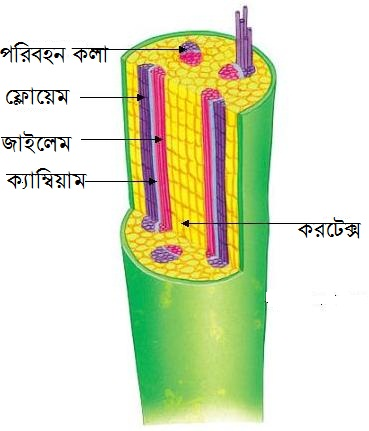 পরিবহন কলা
ফ্লোয়েম
জাইলেম
ক্যাম্বিয়াম
করটেক্স